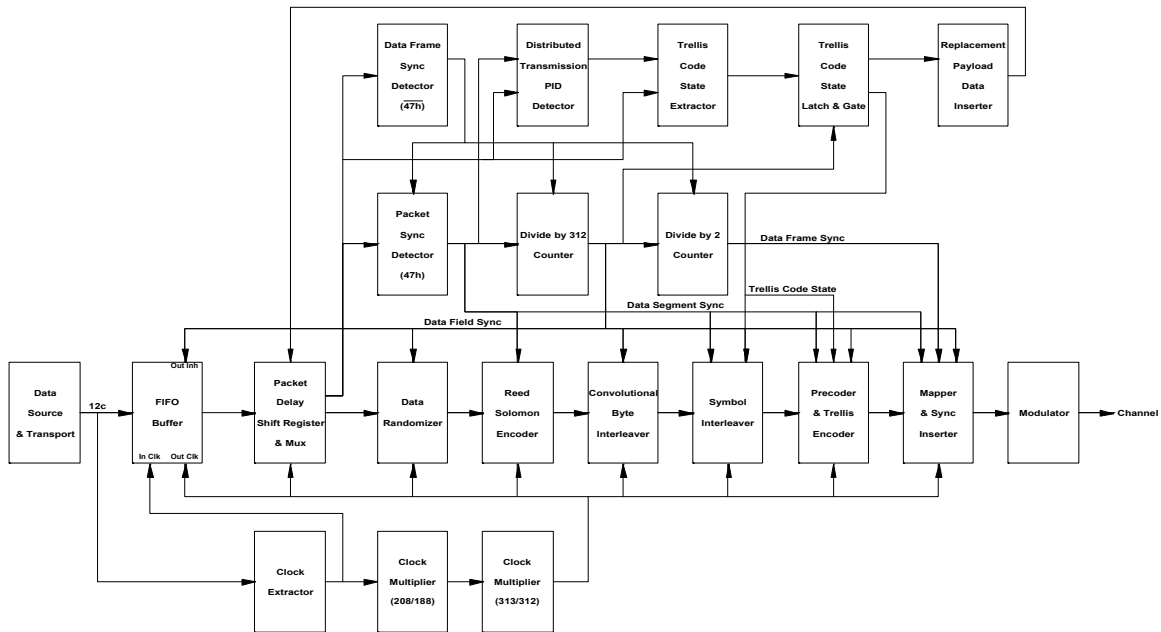 Data Frame
Sync
Detector
(4̅7̅h̅)
Distributed
Transmission
PID
Detector
Trellis
Code
State
Extractor
Trellis
Code
State
Latch & Gate
Replacement
Payload
Data
Inserter
Packet
Sync
Detector
(47h)
Divide by 312
Counter
Divide by 2
Counter
Data Frame Sync
Trellis Code State
Data Segment Sync
Data Field Sync
Data
Source
& Transport
12c
Out Inh
FIFO
Buffer
In Clk
Out Clk
Packet
Delay
Shift Register
& Mux
Data
Randomizer
Reed
Solomon
Encoder
Convolutional
Byte
Interleaver
Symbol
Interleaver
Precoder
& Trellis
Encoder
Mapper
& Sync
Inserter
Modulator
Channel
Clock
Extractor
Clock
Multiplier
(208/188)
Clock
Multiplier
(313/312)